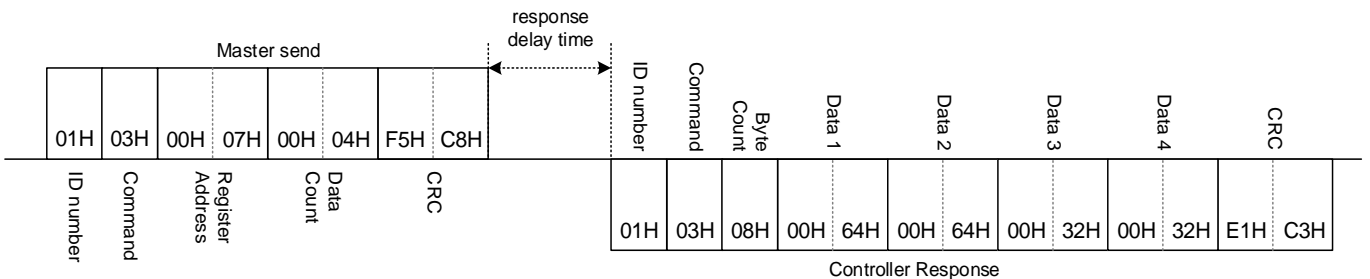 Master send
response
delay time
01H 03H 00H 07H 00H 04H F5H C8H
ID number
Command
Register
Address
Data
Count
CRC
ID number
Command
Byte
Count
Data 1
Data 2
Data 3
Data 4
CRC
01H 03H 08H 00H 64H 00H 64H 00H 32H 00H 32H E1H C3H
Controller Response